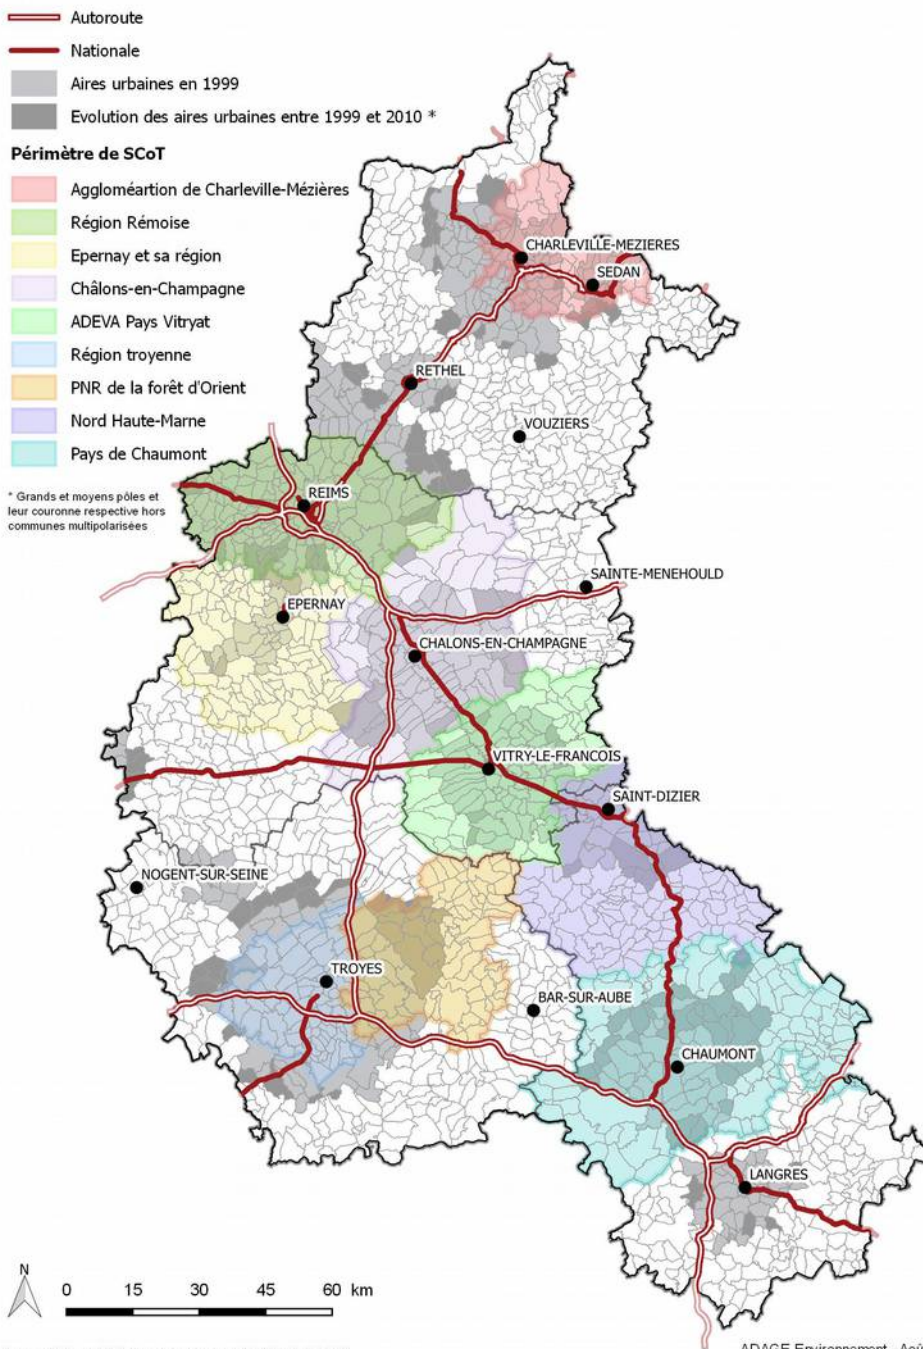 Autoroute
Nationale
Aires urbaines en 1999
Evolution des aires urbaines entre 1999 et 2010 *
Périmètre de SCoT
Aggloméartion de Charleville-Mézières
Région Rémoise
Epernay et sa région
Châlons-en-Champagne
ADEVA Pays Vitryat
Région troyenne
PNR de la forêt d'Orient
Nord Haute-Marne
Pays de Chaumont
* Grands et moyens pôles et
leur couronne respective hors
communes multipolarisées
CHARLEVILLE-MEZIERES
SEDAN
RETHEL
VOUZIERS
REIMS
SAINTE-MENEHOULD
EPERNAY
CHALONS-EN-CHAMPAGNE
VITRY-LE-FRANCOIS
SAINT-DIZIER
NOGENT-SUR-SEINE
TROYES
BAR-SUR-AUBE
CHAUMONT
LANGRES
N
0 15 30 45 60 km
ADAGE Environnement - Aoû